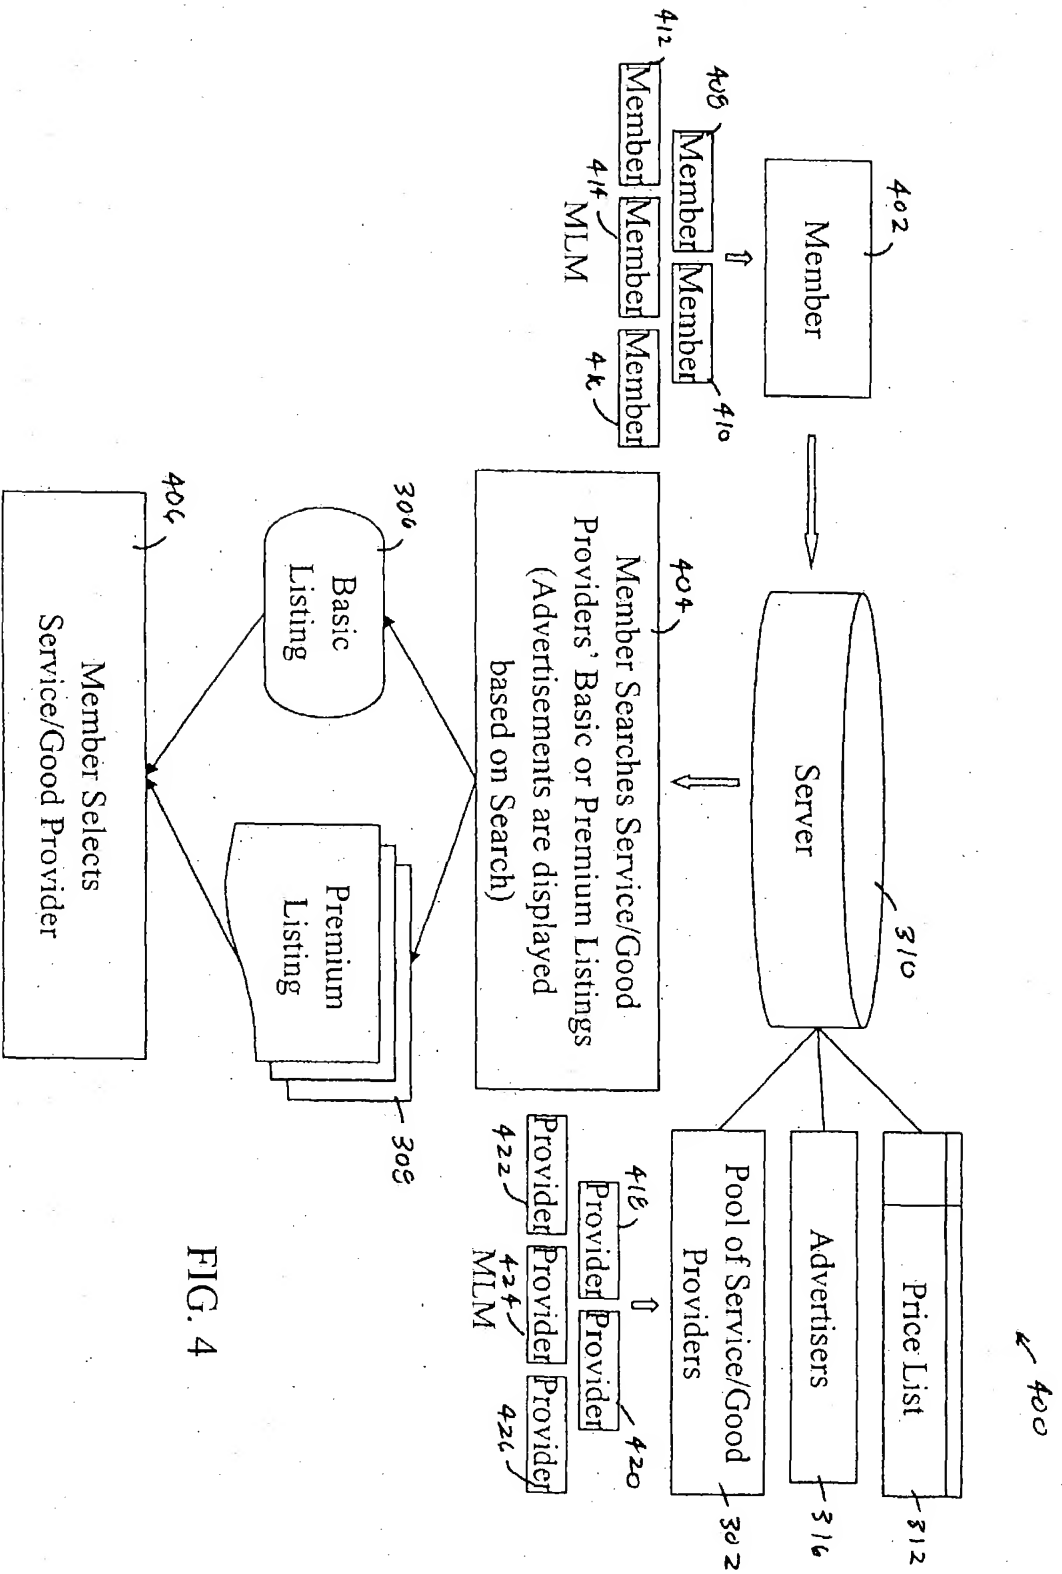 400
402
Member
408
Member
Member
410
412
Member
Member
Member
414
416
MLM
310
Server
Price List
312
Advertisers
316
Pool of Service/Good
Providers
302
418
Provider
Provider
420
Provider
Provider
Provider
422
424
426
MLM
404
Member Searches Service/Good
Providers' Basic or Premium Listings
(Advertisements are displayed
based on Search)
306
Basic
Listing
Premium
Listing
308
406
Member Selects
Service/Good Provider
FIG. 4